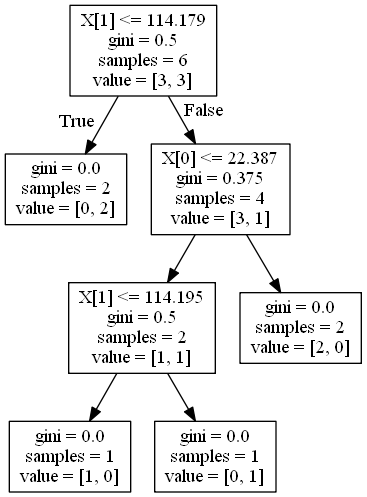 X[1] <= 114.179
gini = 0.5
samples = 6
value = [3, 3]
True
False
gini = 0.0
samples = 2
value = [0, 2]
X[0] <= 22.387
gini = 0.375
samples = 4
value = [3, 1]
X[1] <= 114.195
gini = 0.5
samples = 2
value = [1, 1]
gini = 0.0
samples = 2
value = [2, 0]
gini = 0.0
samples = 1
value = [1, 0]
gini = 0.0
samples = 1
value = [0, 1]